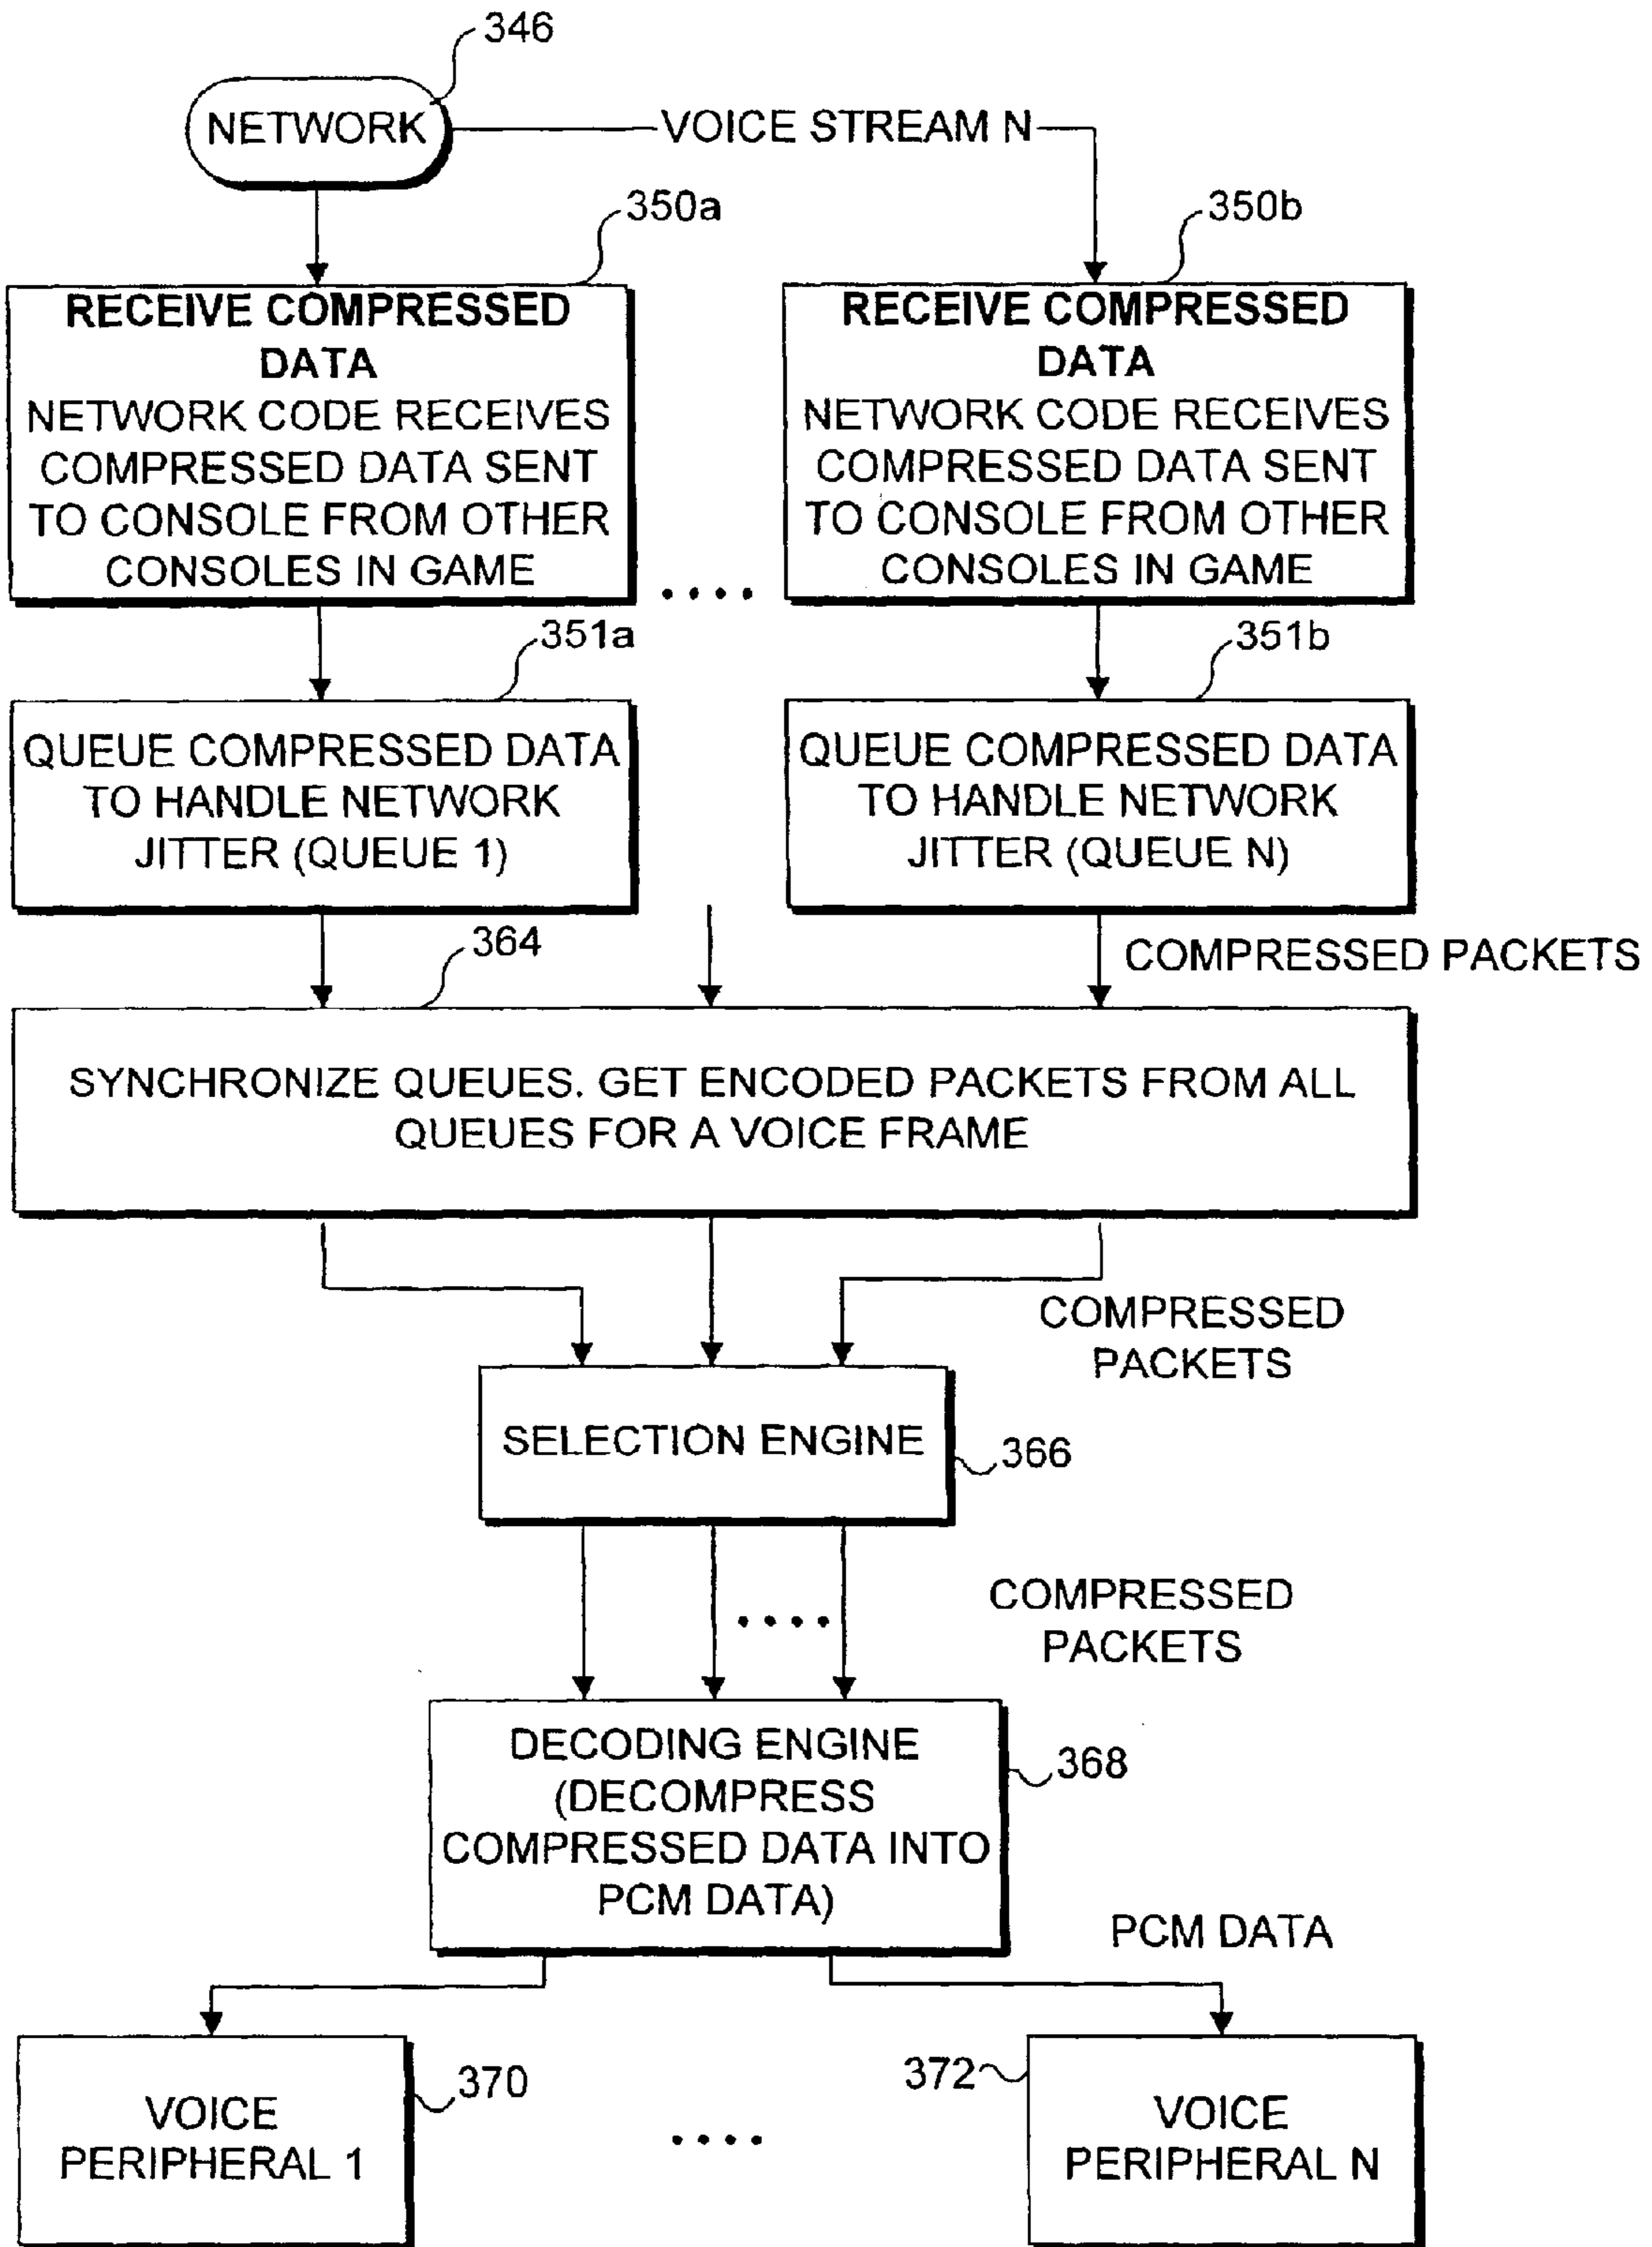 346
NETWORK
VOICE STREAM N
350a
350b
RECEIVE COMPRESSED
DATA
NETWORK CODE RECEIVES
COMPRESSED DATA SENT
TO CONSOLE FROM OTHER
CONSOLES IN GAME
RECEIVE COMPRESSED
DATA
NETWORK CODE RECEIVES
COMPRESSED DATA SENT
TO CONSOLE FROM OTHER
CONSOLES IN GAME
....
351a
351b
QUEUE COMPRESSED DATA
TO HANDLE NETWORK
JITTER (QUEUE 1)
QUEUE COMPRESSED DATA
TO HANDLE NETWORK
JITTER (QUEUE N)
364
COMPRESSED PACKETS
SYNCHRONIZE QUEUES. GET ENCODED PACKETS FROM ALL
QUEUES FOR A VOICE FRAME
COMPRESSED
PACKETS
SELECTION ENGINE
366
COMPRESSED
PACKETS
....
DECODING ENGINE
(DECOMPRESS
COMPRESSED DATA INTO
PCM DATA)
368
PCM DATA
VOICE
PERIPHERAL 1
370
....
372
VOICE
PERIPHERAL N